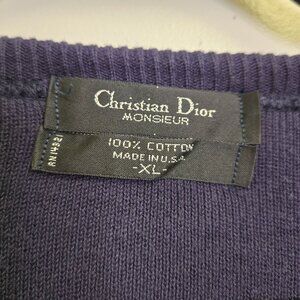 Christian Dior
MONSIEUR
100% COTTON
MADE IN U.S.A
-XL-